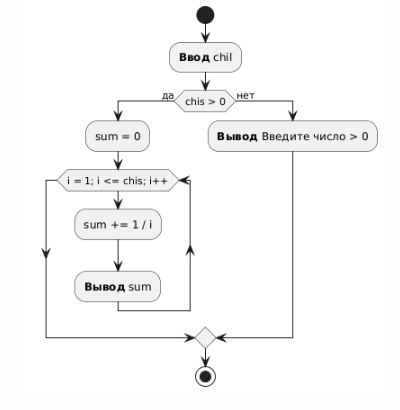 Ввод chil
да
chis > 0
нет
sum = 0
Вывод Введите число > 0
i = 1; i <= chis; i++
sum += 1 / i
Вывод sum